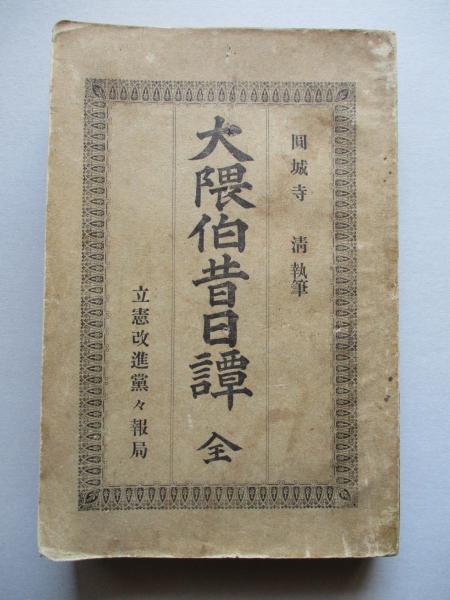 圓城寺 清執筆
大隈伯昔日譚 全
立憲改進黨々報局